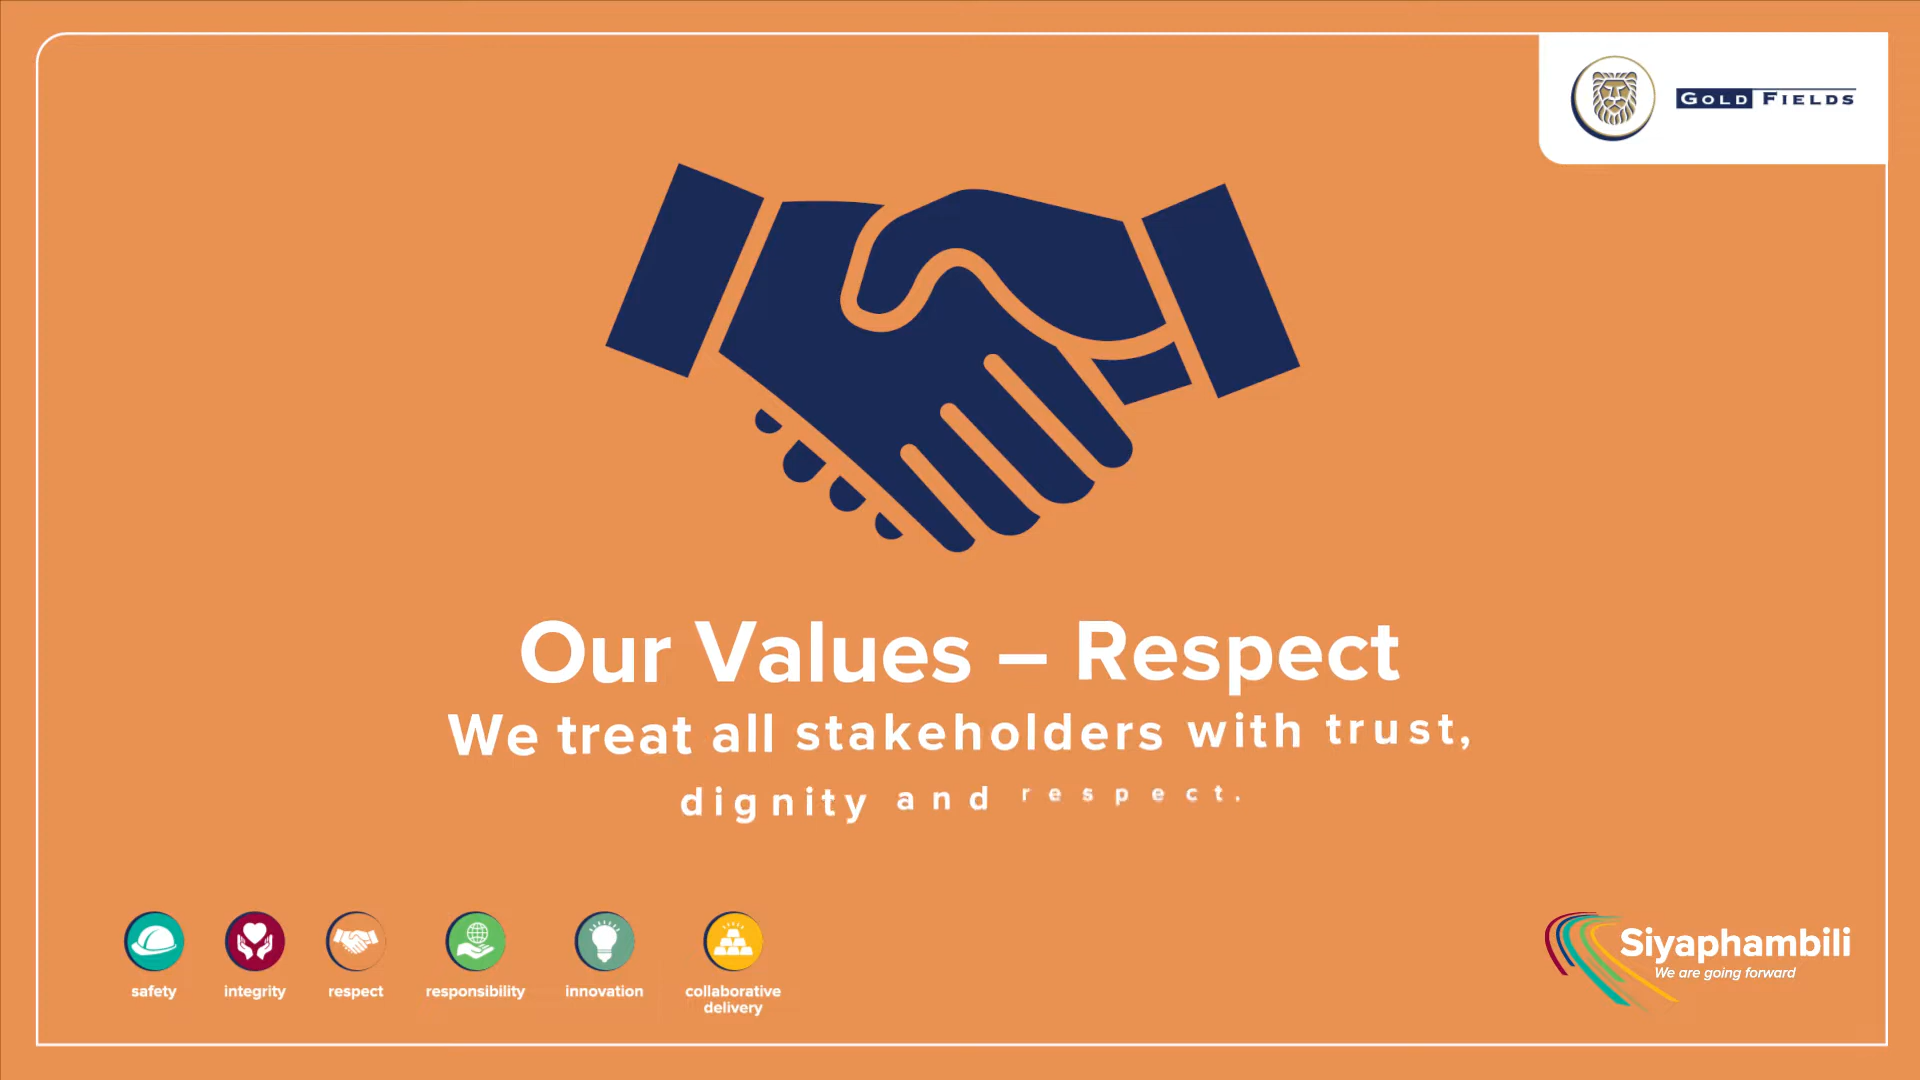 GOLD FIELDS
Our Values – Respect
We treat all stakeholders with trust,
dignity and respect.
safety
integrity
respect
responsibility
innovation
collaborative
delivery
Siyaphambili
We are going forward